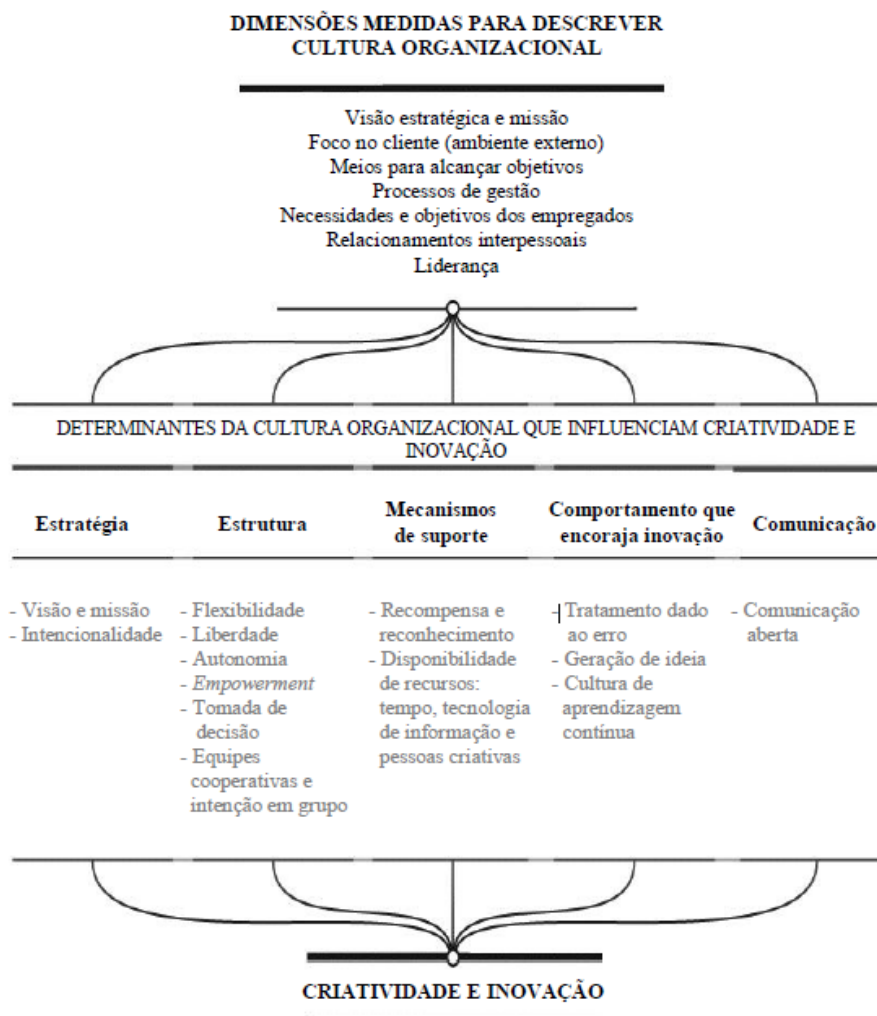 DIMENSÕES MEDIDAS PARA DESCREVER
CULTURA ORGANIZACIONAL
Visão estratégica e missão
Foco no cliente (ambiente externo)
Meios para alcançar objetivos
Processos de gestão
Necessidades e objetivos dos empregados
Relacionamentos interpessoais
Liderança
DETERMINANTES DA CULTURA ORGANIZACIONAL QUE INFLUENCIAM CRIATIVIDADE E
INOVAÇÃO
Estratégia
- Visão e missão
- Intencionalidade
Estrutura
- Flexibilidade
- Liberdade
- Autonomia
- Empowerment
- Tomada de
decisão
- Equipes
cooperativas e
intenção em grupo
Mecanismos
de suporte
- Recompensa e
reconhecimento
- Disponibilidade
de recursos:
tempo, tecnologia
de informação e
pessoas criativas
Comportamento que
encoraja inovação
- Tratamento dado
ao erro
- Geração de ideia
- Cultura de
aprendizagem
contínua
Comunicação
- Comunicação
aberta
CRIATIVIDADE E INOVAÇÃO